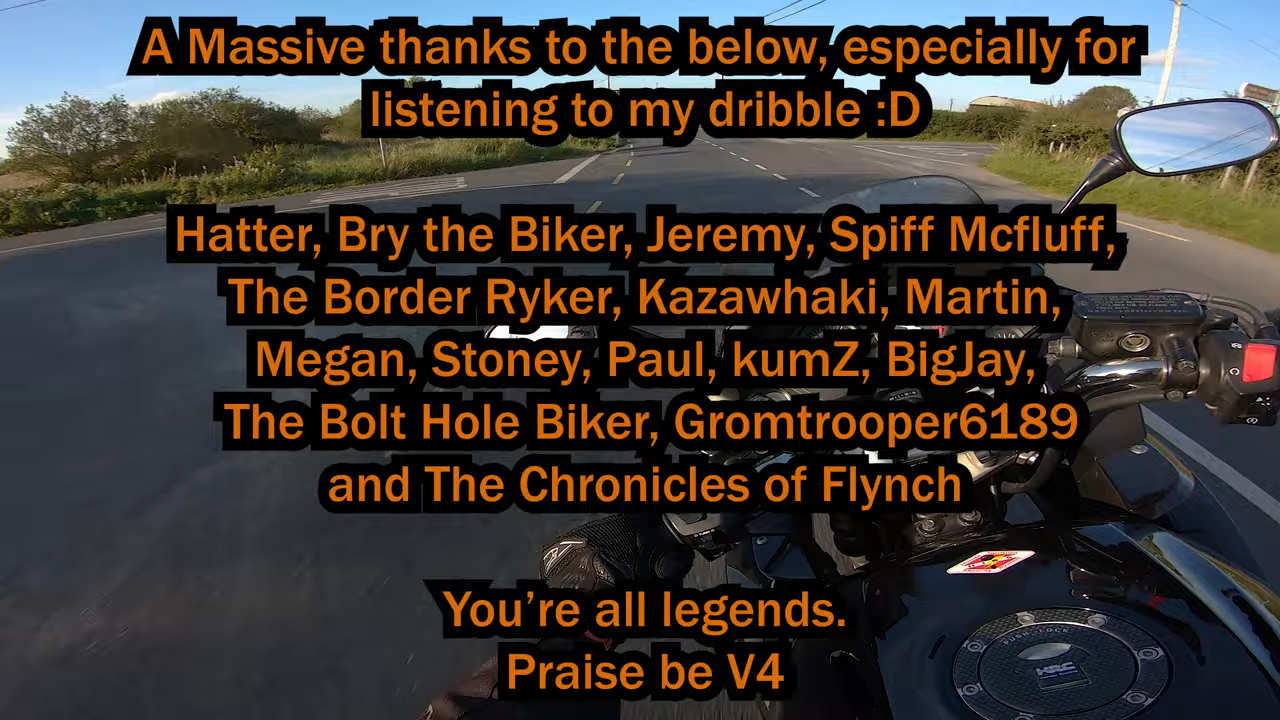 A Massive thanks to the below, especially for
listening to my dribble :D
Hatter, Bry the Biker, Jeremy, Spiff Mcfluff,
The Border Ryker, Kazawhaki, Martin,
Megan, Stoney, Paul, kumZ, BigJay,
The Bolt Hole Biker, Gromtrooper6189
and The Chronicles of Flynch
You’re all legends.
Praise be V4
PUSH LOCK